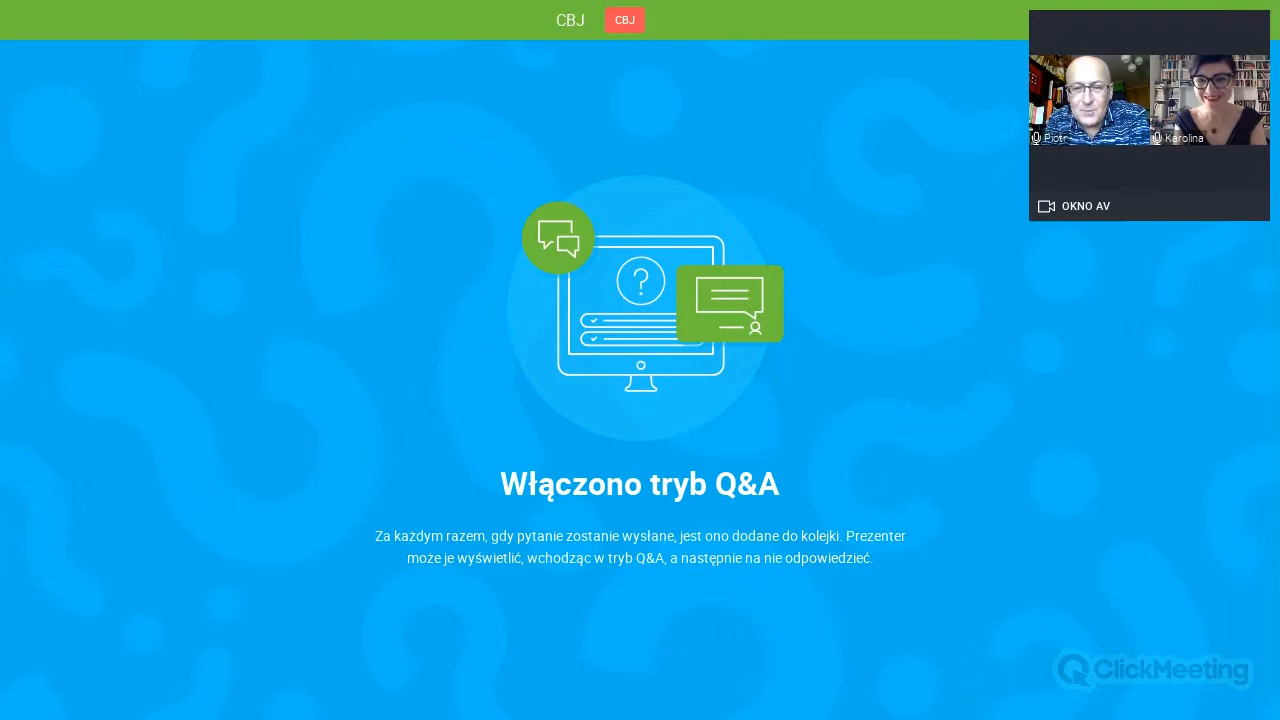 CBJ
CBJ
Piotr
Karolina
OKNO AV
Włączono tryb Q&A
Za każdym razem, gdy pytanie zostanie wysłane, jest ono dodane do kolejki. Prezenter
może je wyświetlić, wchodząc w tryb Q&A, a następnie na nie odpowiedzieć.
ClickMeeting